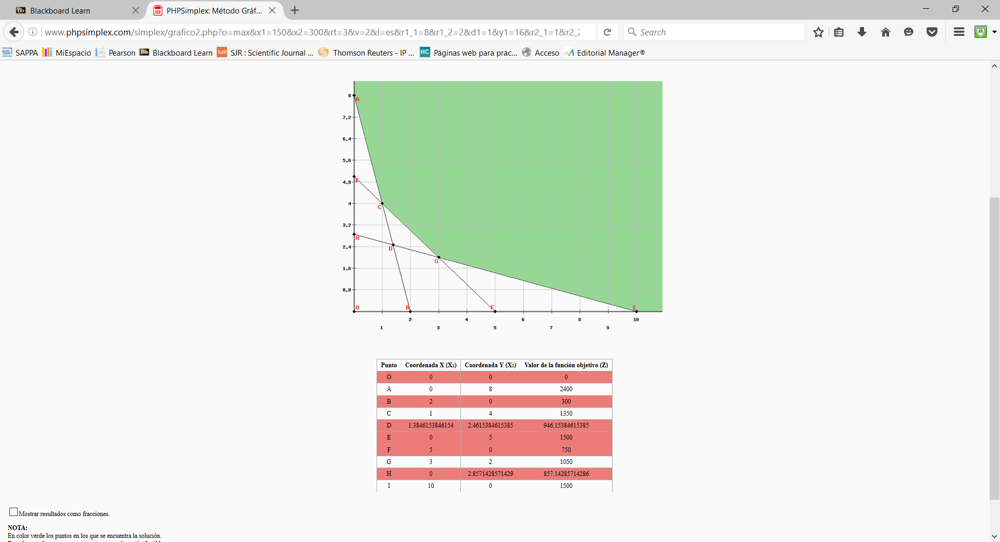 Blackboard Learn
PHPSimplex: Método Gráf...
www.phpsimplex.com/simplex/grafico2.php?o=max&x1=150&x2=300&rt=3&v=2&l=es&r1_1=8&r1_2=2&d1=1&y1=16&r2_1=1&r2_2
Search
SAPPA MiEspacio Pearson Bb Blackboard Learn SJR SJR : Scientific Journal ... Thomson Reuters - IP ... HC Páginas web para prac... Acceso Editorial Manager®
8 A
7.2
6.4
5.6
4.8 E
4 C
3.2
H
2.4 D
G
1.6
0.8
O B F I
2 4 6 8 10
1 3 5 7 9
Punto Coordenada X (X1) Coordenada Y (X2) Valor de la función objetivo (Z)
O 0 0 0
A 0 8 2400
B 2 0 300
C 1 4 1350
D 1.3846153846154 2.4615384615385 946.15384615385
E 0 5 1500
F 5 0 750
G 3 2 1050
H 0 2.8571428571429 857.14285714286
I 10 0 1500
Mostrar resultados como fracciones.
NOTA:
En color verde los puntos en los que se encuentra la solución.